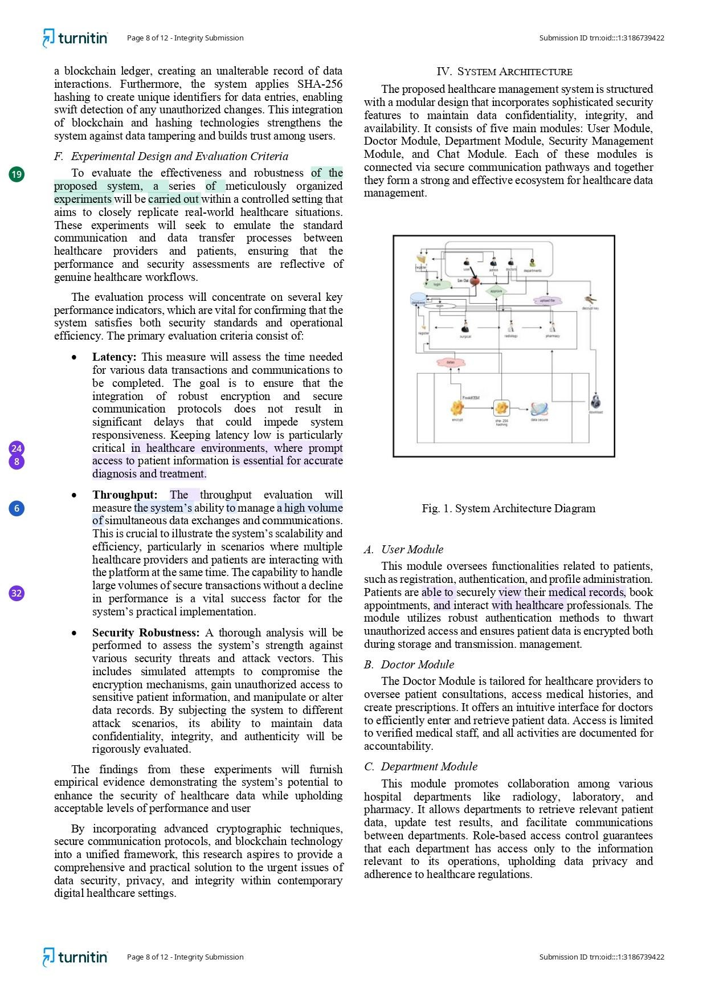 turnitin
Page 8 of 12 - Integrity Submission
Submission ID trn:oid:::1:3186739422
a blockchain ledger, creating an unalterable record of data
interactions. Furthermore, the system applies SHA-256
hashing to create unique identifiers for data entries, enabling
swift detection of any unauthorized changes. This integration
of blockchain and hashing technologies strengthens the
system against data tampering and builds trust among users.
F. Experimental Design and Evaluation Criteria
19
To evaluate the effectiveness and robustness of the
proposed system, a series of meticulously organized
experiments will be carried out within a controlled setting that
aims to closely replicate real-world healthcare situations.
These experiments will seek to emulate the standard
communication and data transfer processes between
healthcare providers and patients, ensuring that the
performance and security assessments are reflective of
genuine healthcare workflows.
The evaluation process will concentrate on several key
performance indicators, which are vital for confirming that the
system satisfies both security standards and operational
efficiency. The primary evaluation criteria consist of:
• Latency: This measure will assess the time needed
for various data transactions and communications to
be completed. The goal is to ensure that the
integration of robust encryption and secure
communication protocols does not result in
significant delays that could impede system
responsiveness. Keeping latency low is particularly
24
critical in healthcare environments, where prompt
8
access to patient information is essential for accurate
diagnosis and treatment.
• Throughput: The throughput evaluation will
6
measure the system's ability to manage a high volume
of simultaneous data exchanges and communications.
This is crucial to illustrate the system's scalability and
efficiency, particularly in scenarios where multiple
healthcare providers and patients are interacting with
the platform at the same time. The capability to handle
large volumes of secure transactions without a decline
32
in performance is a vital success factor for the
system's practical implementation.
• Security Robustness: A thorough analysis will be
performed to assess the system's strength against
various security threats and attack vectors. This
includes simulated attempts to compromise the
encryption mechanisms, gain unauthorized access to
sensitive patient information, and manipulate or alter
data records. By subjecting the system to different
attack scenarios, its ability to maintain data
confidentiality, integrity, and authenticity will be
rigorously evaluated.
The findings from these experiments will furnish
empirical evidence demonstrating the system's potential to
enhance the security of healthcare data while upholding
acceptable levels of performance and user
By incorporating advanced cryptographic techniques,
secure communication protocols, and blockchain technology
into a unified framework, this research aspires to provide a
comprehensive and practical solution to the urgent issues of
data security, privacy, and integrity within contemporary
digital healthcare settings.
IV. SYSTEM ARCHITECTURE
The proposed healthcare management system is structured
with a modular design that incorporates sophisticated security
features to maintain data confidentiality, integrity, and
availability. It consists of five main modules: User Module,
Doctor Module, Department Module, Security Management
Module, and Chat Module. Each of these modules is
connected via secure communication pathways and together
they form a strong and effective ecosystem for healthcare data
management.
register
user
admin
doctors
departments
Live Chat
login
approve
database
upload file
decrypt key
login
register
surgical
radiology
pharmacy
datas
FrodoKEM
encrypt
sha- 256
hashing
data secure
download
Fig. 1. System Architecture Diagram
A. User Module
This module oversees functionalities related to patients,
such as registration, authentication, and profile administration.
Patients are able to securely view their medical records, book
appointments, and interact with healthcare professionals. The
module utilizes robust authentication methods to thwart
unauthorized access and ensures patient data is encrypted both
during storage and transmission. management.
B. Doctor Module
The Doctor Module is tailored for healthcare providers to
oversee patient consultations, access medical histories, and
create prescriptions. It offers an intuitive interface for doctors
to efficiently enter and retrieve patient data. Access is limited
to verified medical staff, and all activities are documented for
accountability.
C. Department Module
This module promotes collaboration among various
hospital departments like radiology, laboratory, and
pharmacy. It allows departments to retrieve relevant patient
data, update test results, and facilitate communications
between departments. Role-based access control guarantees
that each department has access only to the information
relevant to its operations, upholding data privacy and
adherence to healthcare regulations.
turnitin
Page 8 of 12 - Integrity Submission
Submission ID trn:oid:::1:3186739422